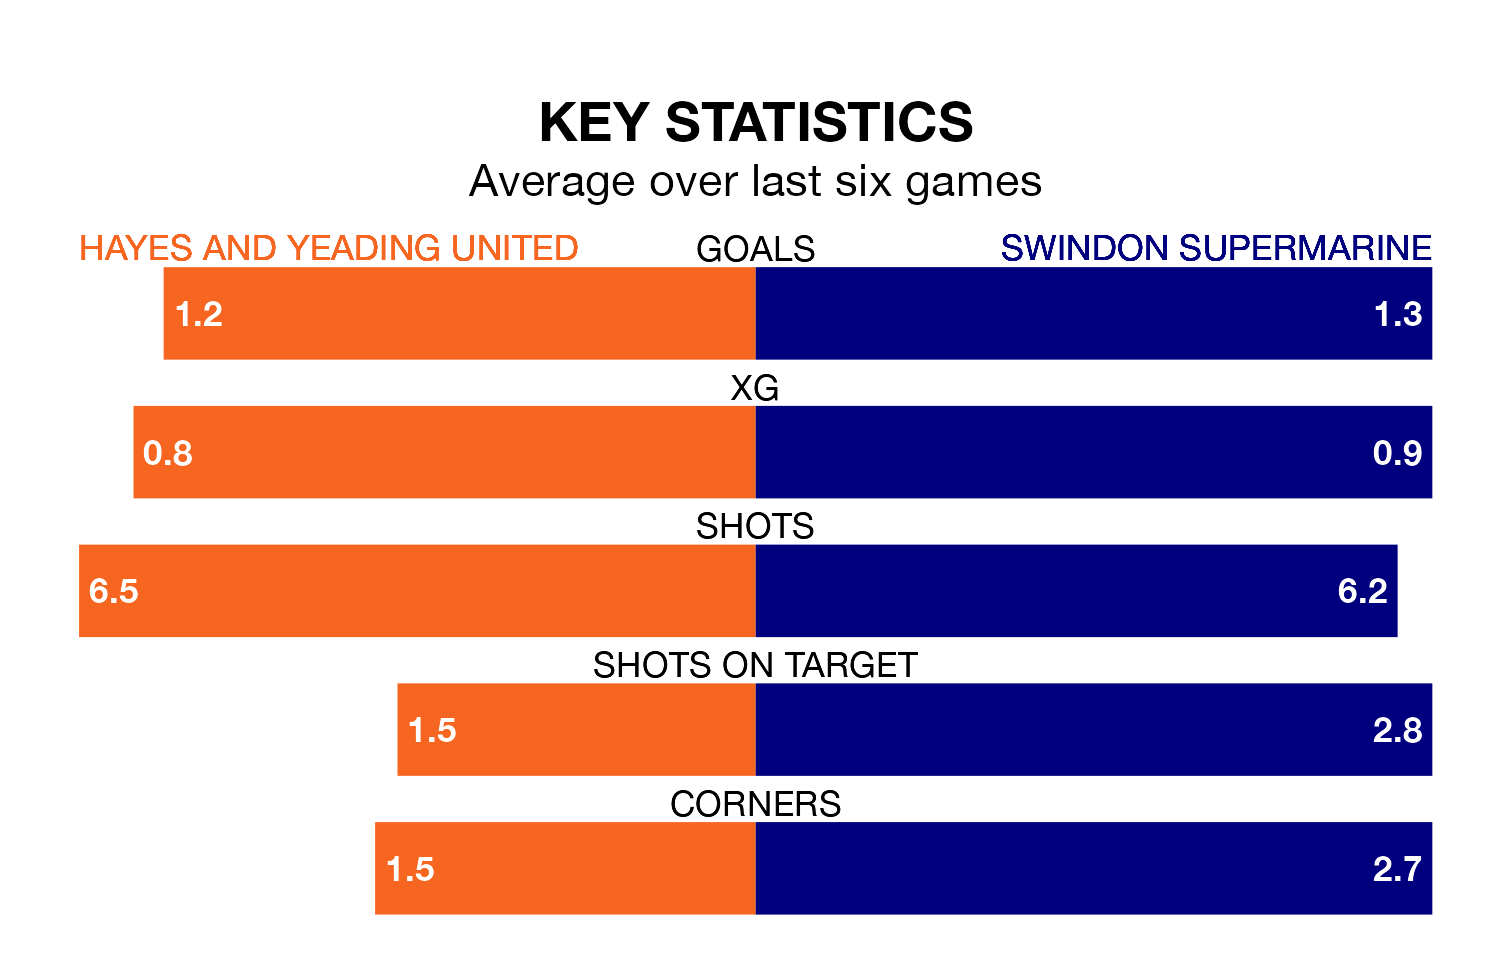 KEY STATISTICS
Average over last six games
HAYES AND YEADING UNITED GOALS SWINDON SUPERMARINE
1.2 1.3
XG
0.8 0.9
SHOTS
6.5 6.2
SHOTS ON TARGET
1.5 2.8
CORNERS
1.5 2.7